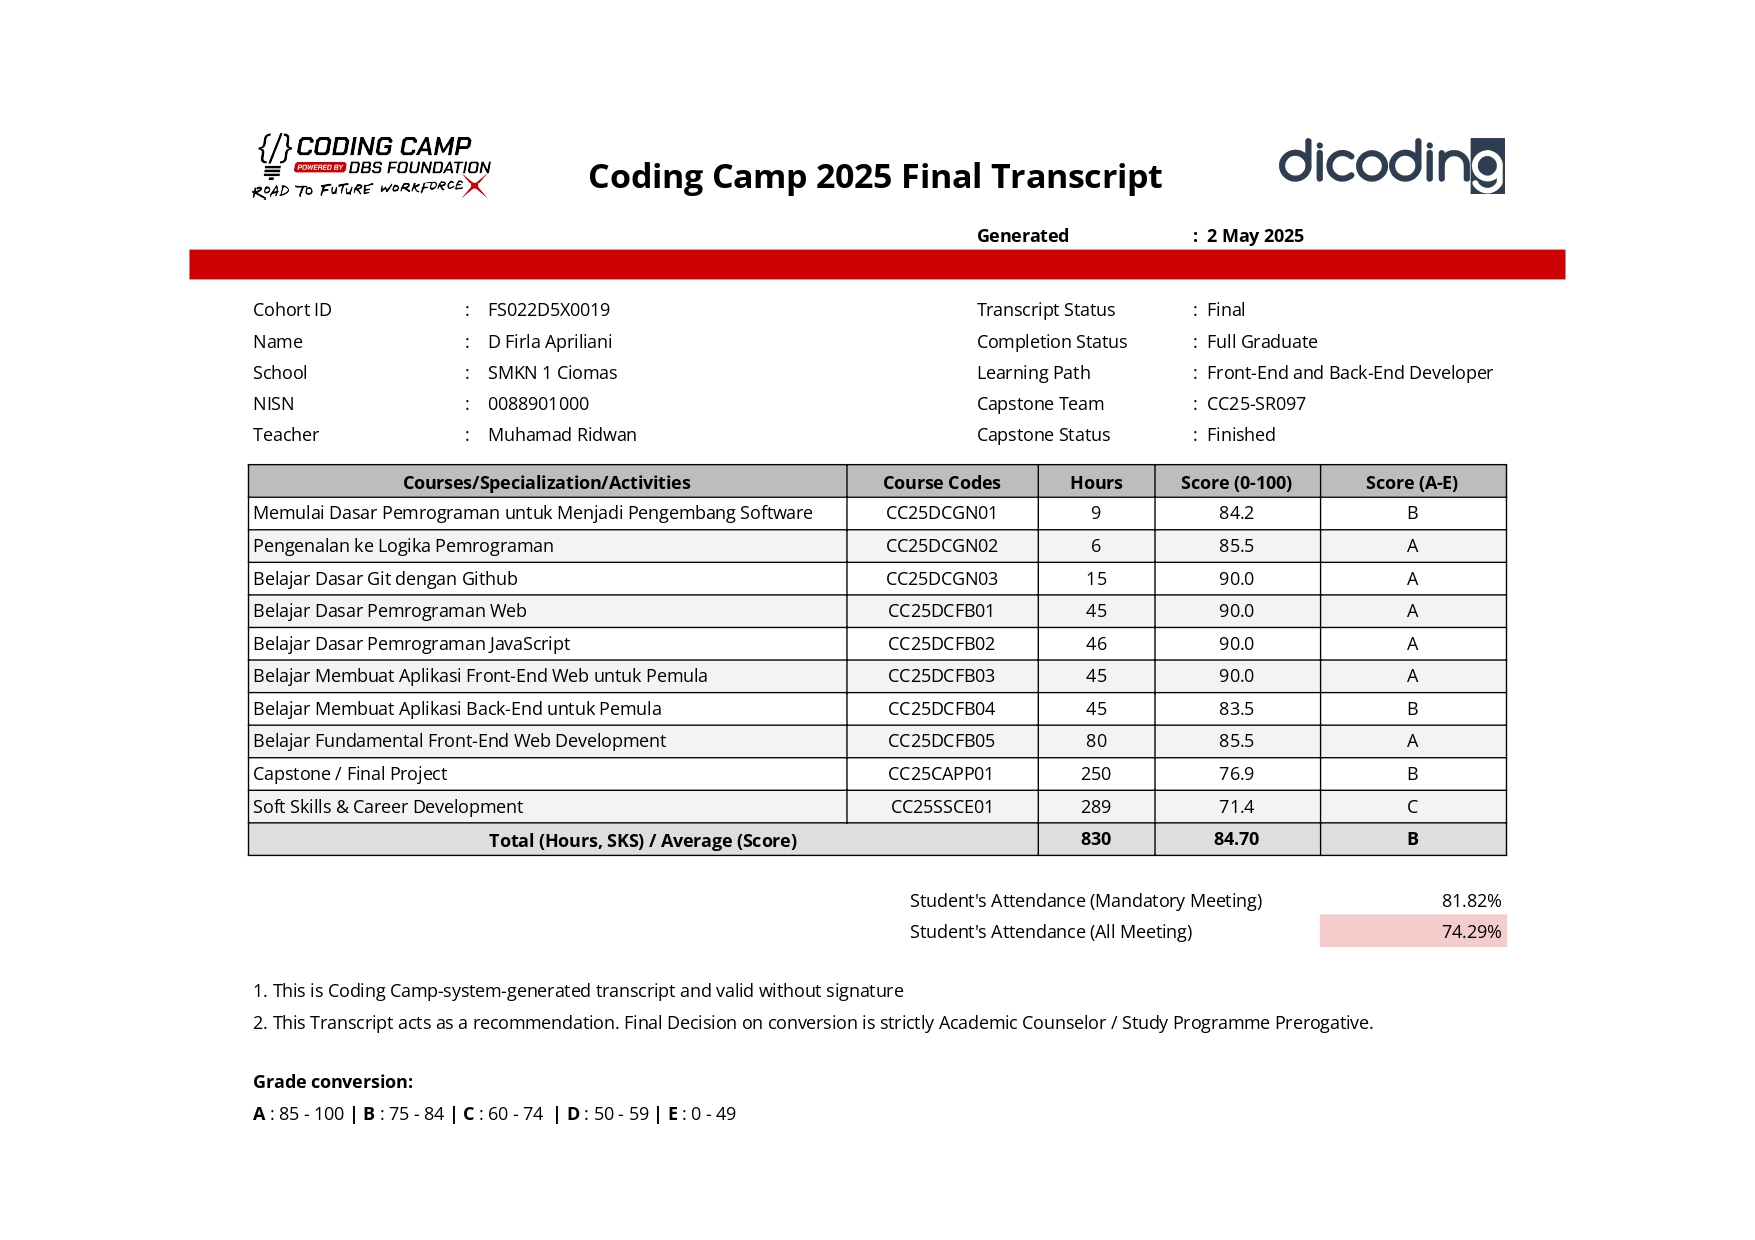 CODING CAMP
POWERED BY DBS FOUNDATION
ROAD TO FUTURE WORKFORCE
Coding Camp 2025 Final Transcript
dicoding
Generated : 2 May 2025
Cohort ID : FS022D5X0019 Transcript Status : Final
Name : D Firla Apriliani Completion Status : Full Graduate
School : SMKN 1 Ciomas Learning Path : Front-End and Back-End Developer
NISN : 0088901000 Capstone Team : CC25-SR097
Teacher : Muhamad Ridwan Capstone Status : Finished
Courses/Specialization/Activities Course Codes Hours Score (0-100) Score (A-E)
Memulai Dasar Pemrograman untuk Menjadi Pengembang Software CC25DCGN01 9 84.2 B
Pengenalan ke Logika Pemrograman CC25DCGN02 6 85.5 A
Belajar Dasar Git dengan Github CC25DCGN03 15 90.0 A
Belajar Dasar Pemrograman Web CC25DCFB01 45 90.0 A
Belajar Dasar Pemrograman JavaScript CC25DCFB02 46 90.0 A
Belajar Membuat Aplikasi Front-End Web untuk Pemula CC25DCFB03 45 90.0 A
Belajar Membuat Aplikasi Back-End untuk Pemula CC25DCFB04 45 83.5 B
Belajar Fundamental Front-End Web Development CC25DCFB05 80 85.5 A
Capstone / Final Project CC25CAPP01 250 76.9 B
Soft Skills & Career Development CC25SSCE01 289 71.4 C
Total (Hours, SKS) / Average (Score) 830 84.70 B
Student's Attendance (Mandatory Meeting) 81.82%
Student's Attendance (All Meeting) 74.29%
1. This is Coding Camp-system-generated transcript and valid without signature
2. This Transcript acts as a recommendation. Final Decision on conversion is strictly Academic Counselor / Study Programme Prerogative.
Grade conversion:
A : 85 - 100 | B : 75 - 84 | C : 60 - 74 | D : 50 - 59 | E : 0 - 49